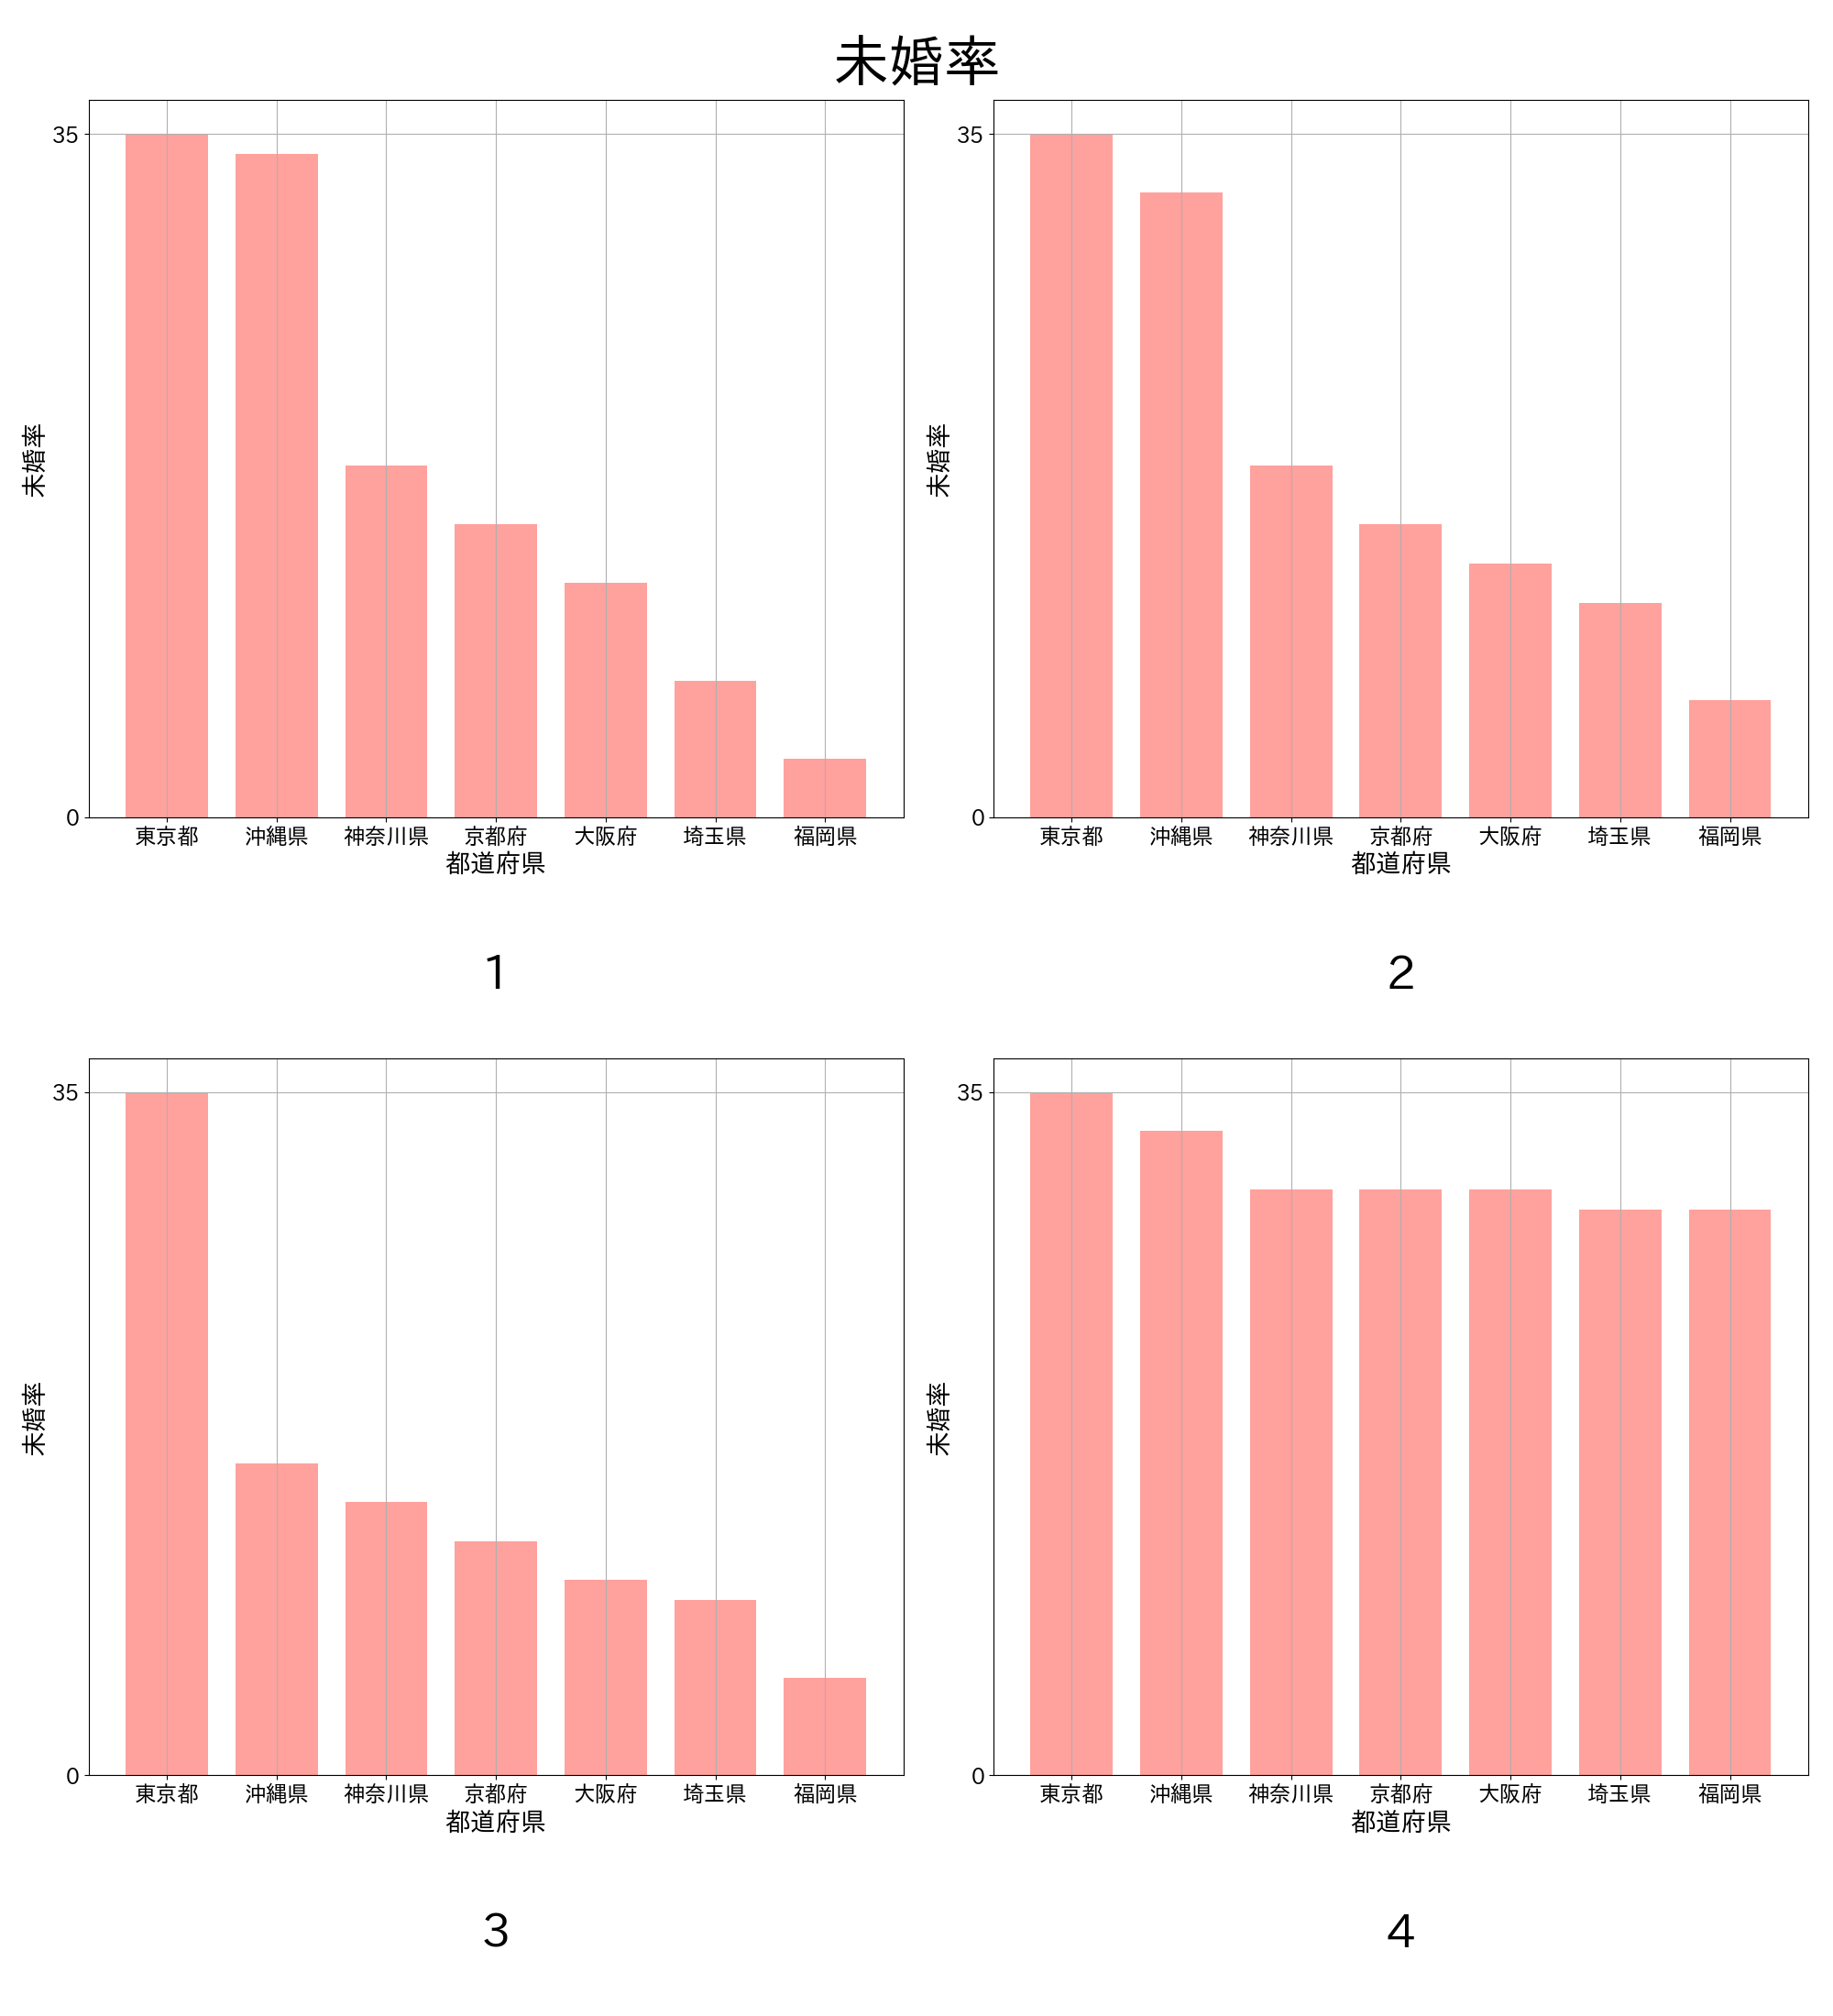 未婚率
35
0
未婚率
東京都 沖縄県 神奈川県 京都府 大阪府 埼玉県 福岡県
都道府県
1
35
0
未婚率
東京都 沖縄県 神奈川県 京都府 大阪府 埼玉県 福岡県
都道府県
2
35
0
未婚率
東京都 沖縄県 神奈川県 京都府 大阪府 埼玉県 福岡県
都道府県
3
35
0
未婚率
東京都 沖縄県 神奈川県 京都府 大阪府 埼玉県 福岡県
都道府県
4